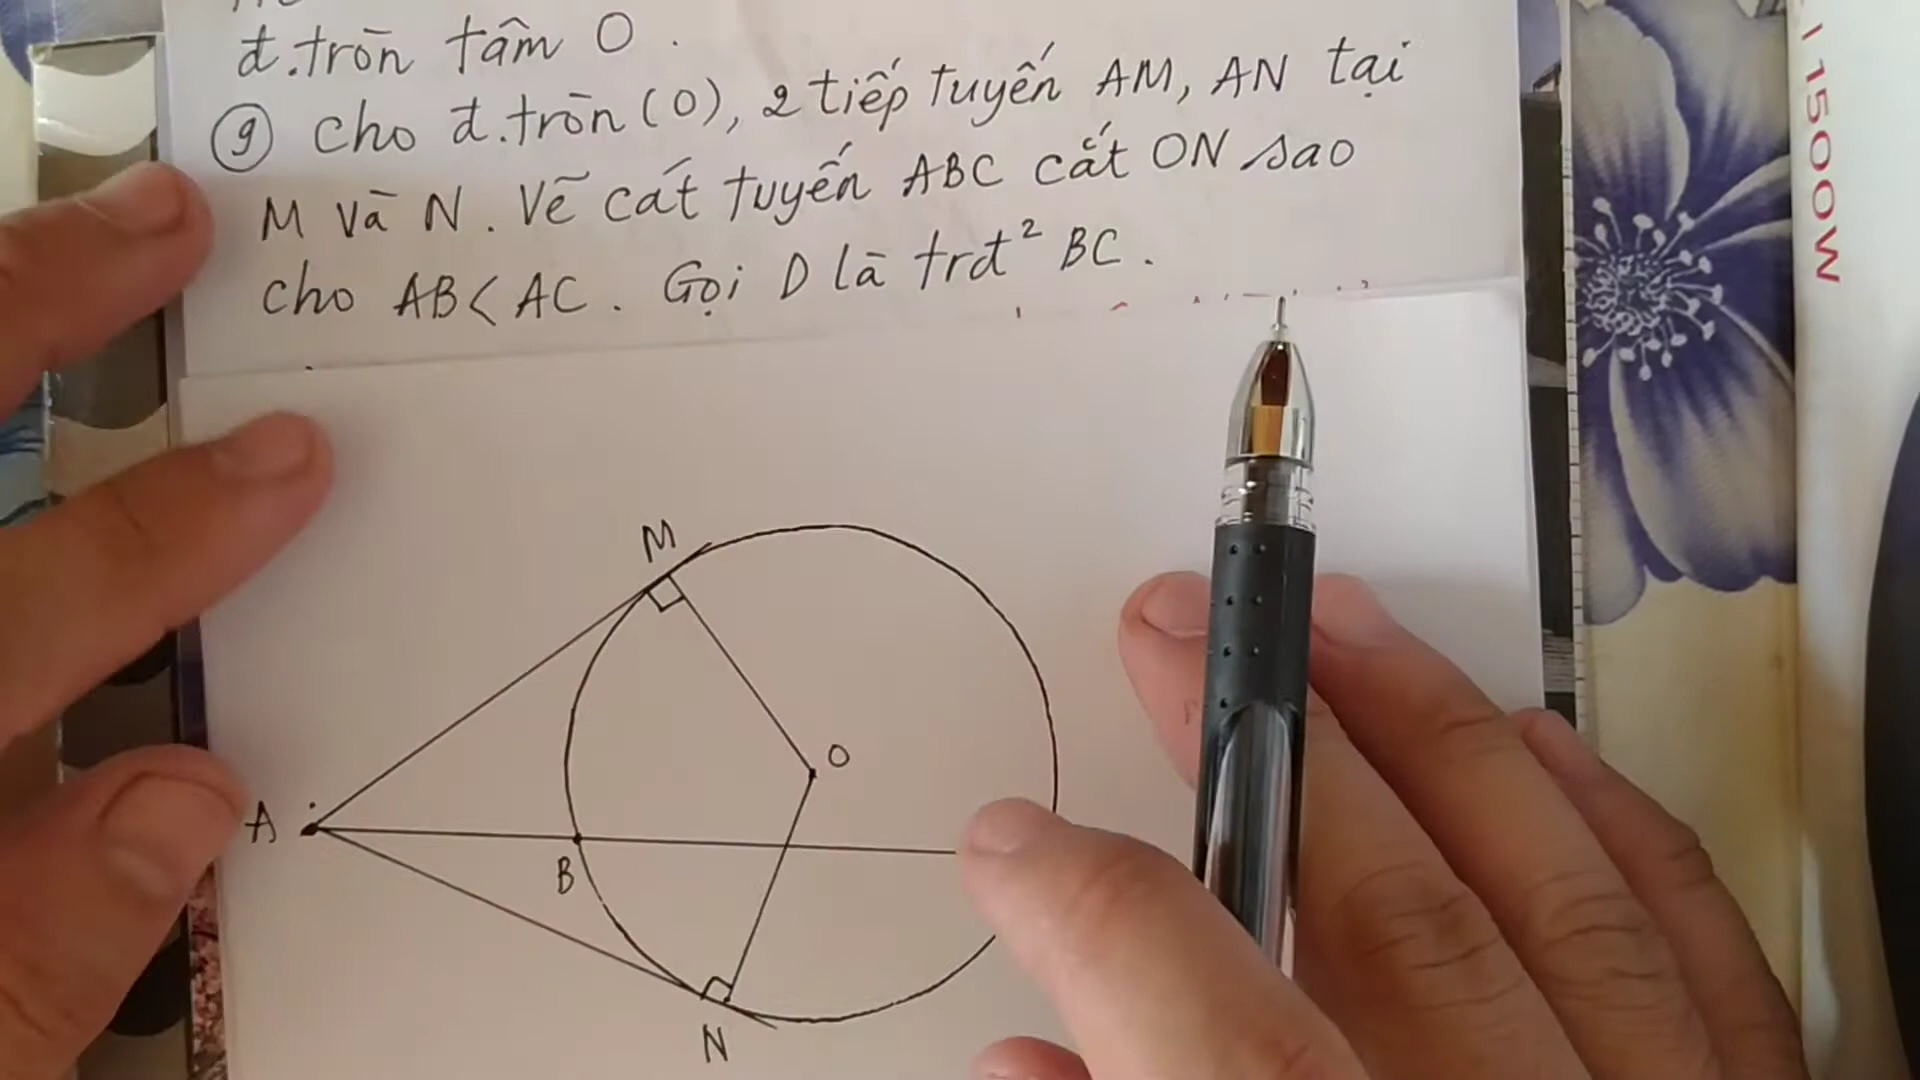 đ.tròn tâm O.
⑨ Cho đ.tròn (O), 2 tiếp tuyến AM, AN tại
M và N. Vẽ cát tuyến ABC cắt ON sao
cho AB < AC. Gọi D là trđ² BC.
M
O
A
B
N
1500W